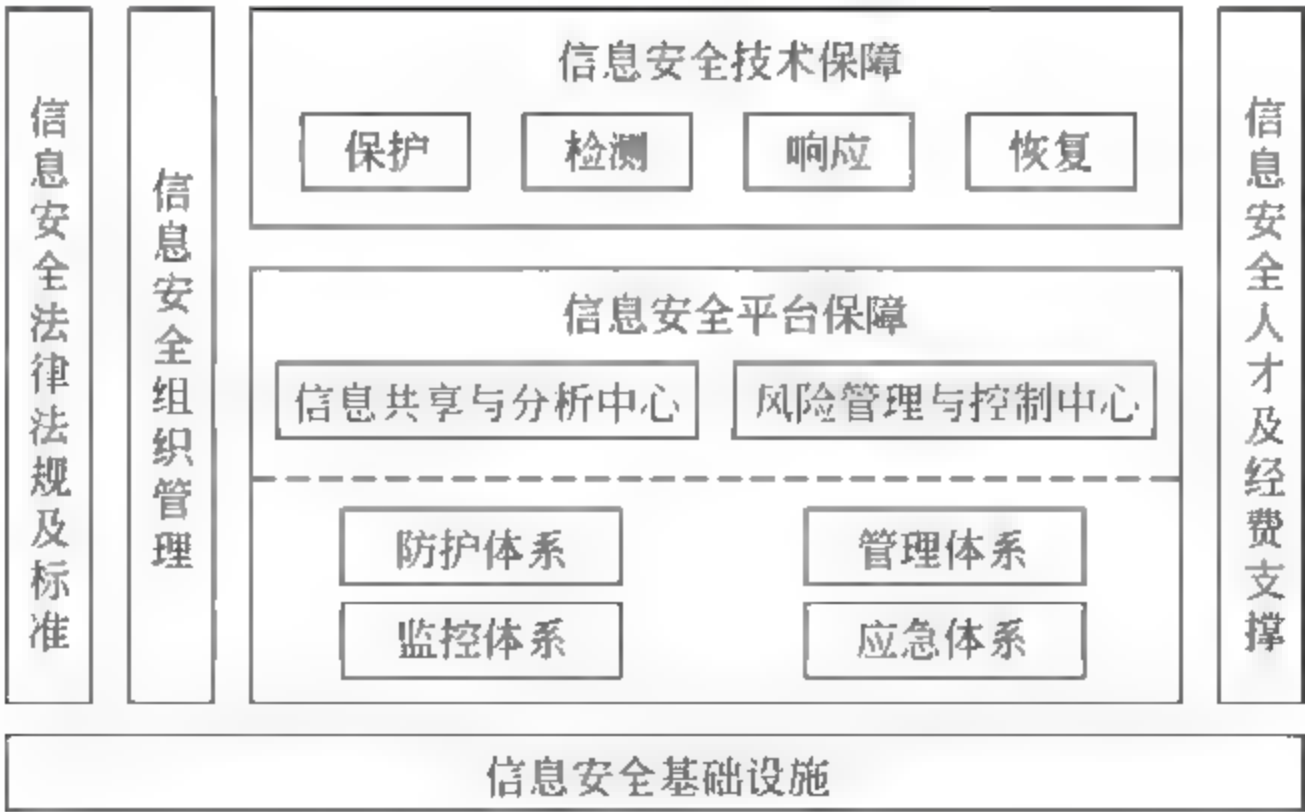 信息安全法律法规及标准
信息安全组织管理
信息安全技术保障
保护
检测
响应
恢复
信息安全平台保障
信息共享与分析中心
风险管理与控制中心
防护体系
管理体系
监控体系
应急体系
信息安全人才及经费支撑
信息安全基础设施